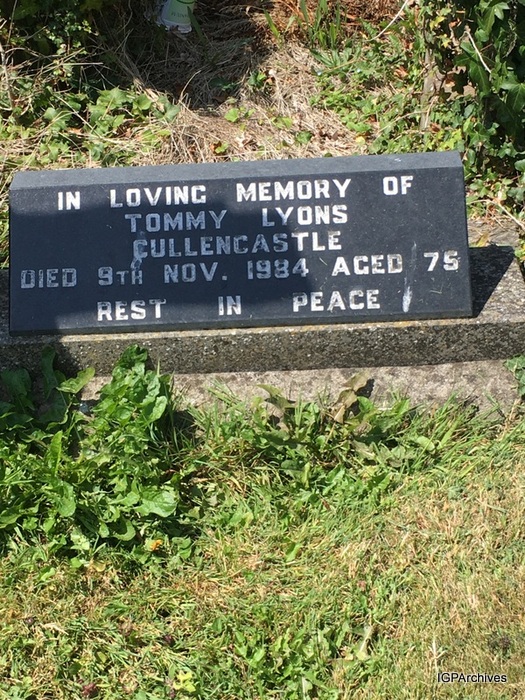 IN LOVING MEMORY OF
TOMMY LYONS
CULLENCASTLE
DIED 9TH NOV. 1984 AGED 75
REST IN PEACE
IGPArchives